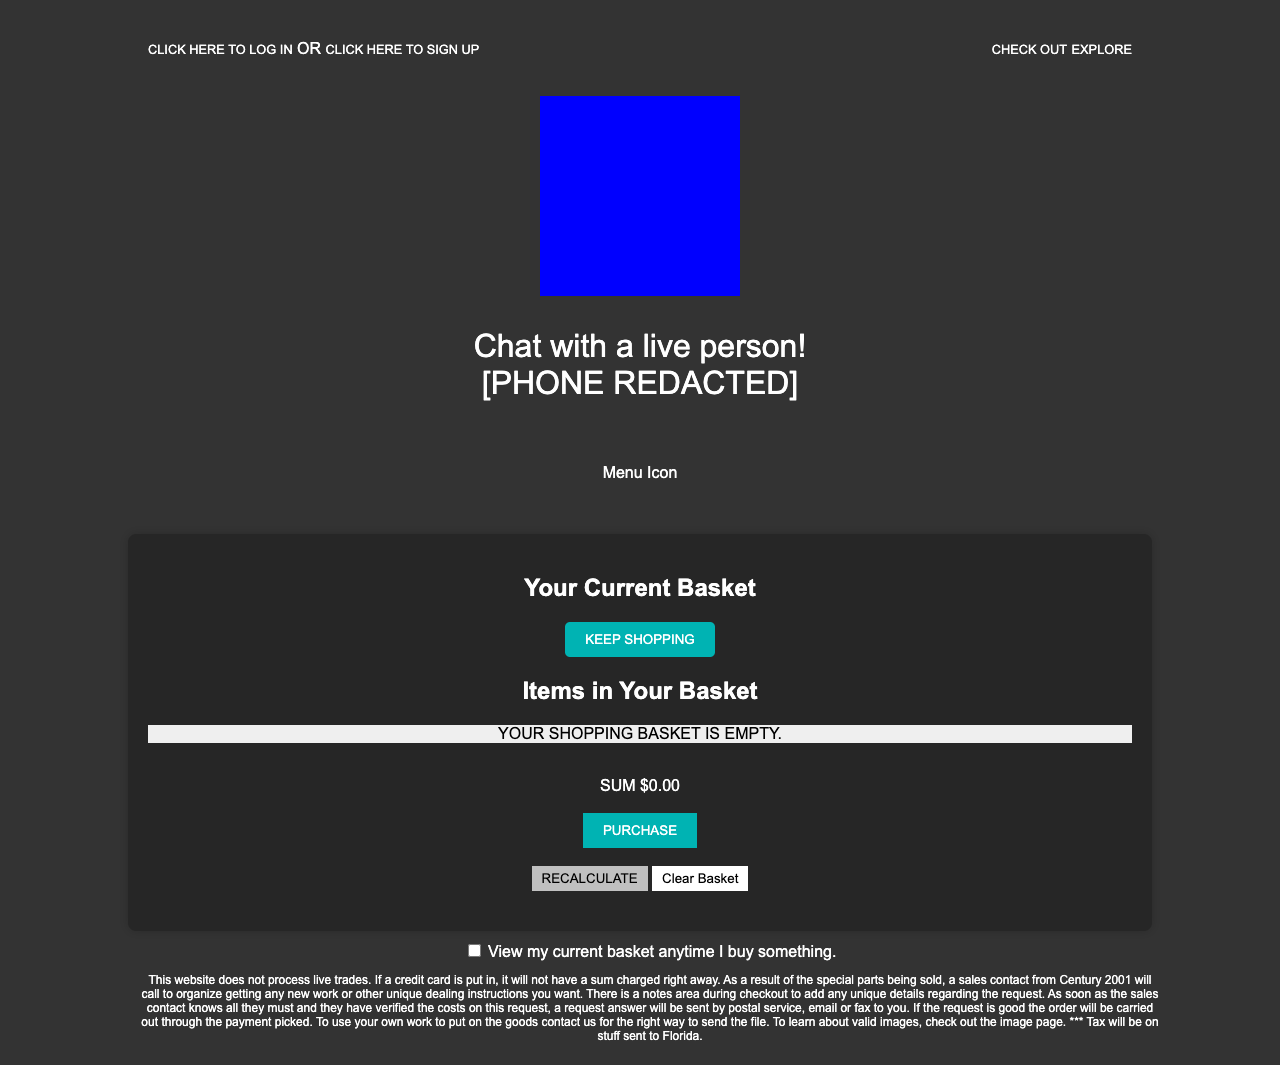 CLICK HERE TO LOG IN OR CLICK HERE TO SIGN UP
CHECK OUT EXPLORE
Chat with a live person!
[PHONE REDACTED]
Menu Icon
Your Current Basket
KEEP SHOPPING
Items in Your Basket
YOUR SHOPPING BASKET IS EMPTY.
SUM $0.00
PURCHASE
RECALCULATE Clear Basket
View my current basket anytime I buy something.
This website does not process live trades. If a credit card is put in, it will not have a sum charged right away. As a result of the special parts being sold, a sales contact from Century 2001 will
call to organize getting any new work or other unique dealing instructions you want. There is a notes area during checkout to add any unique details regarding the request. As soon as the sales
contact knows all they must and they have verified the costs on this request, a request answer will be sent by postal service, email or fax to you. If the request is good the order will be carried
out through the payment picked. To use your own work to put on the goods contact us for the right way to send the file. To learn about valid images, check out the image page. *** Tax will be on
stuff sent to Florida.